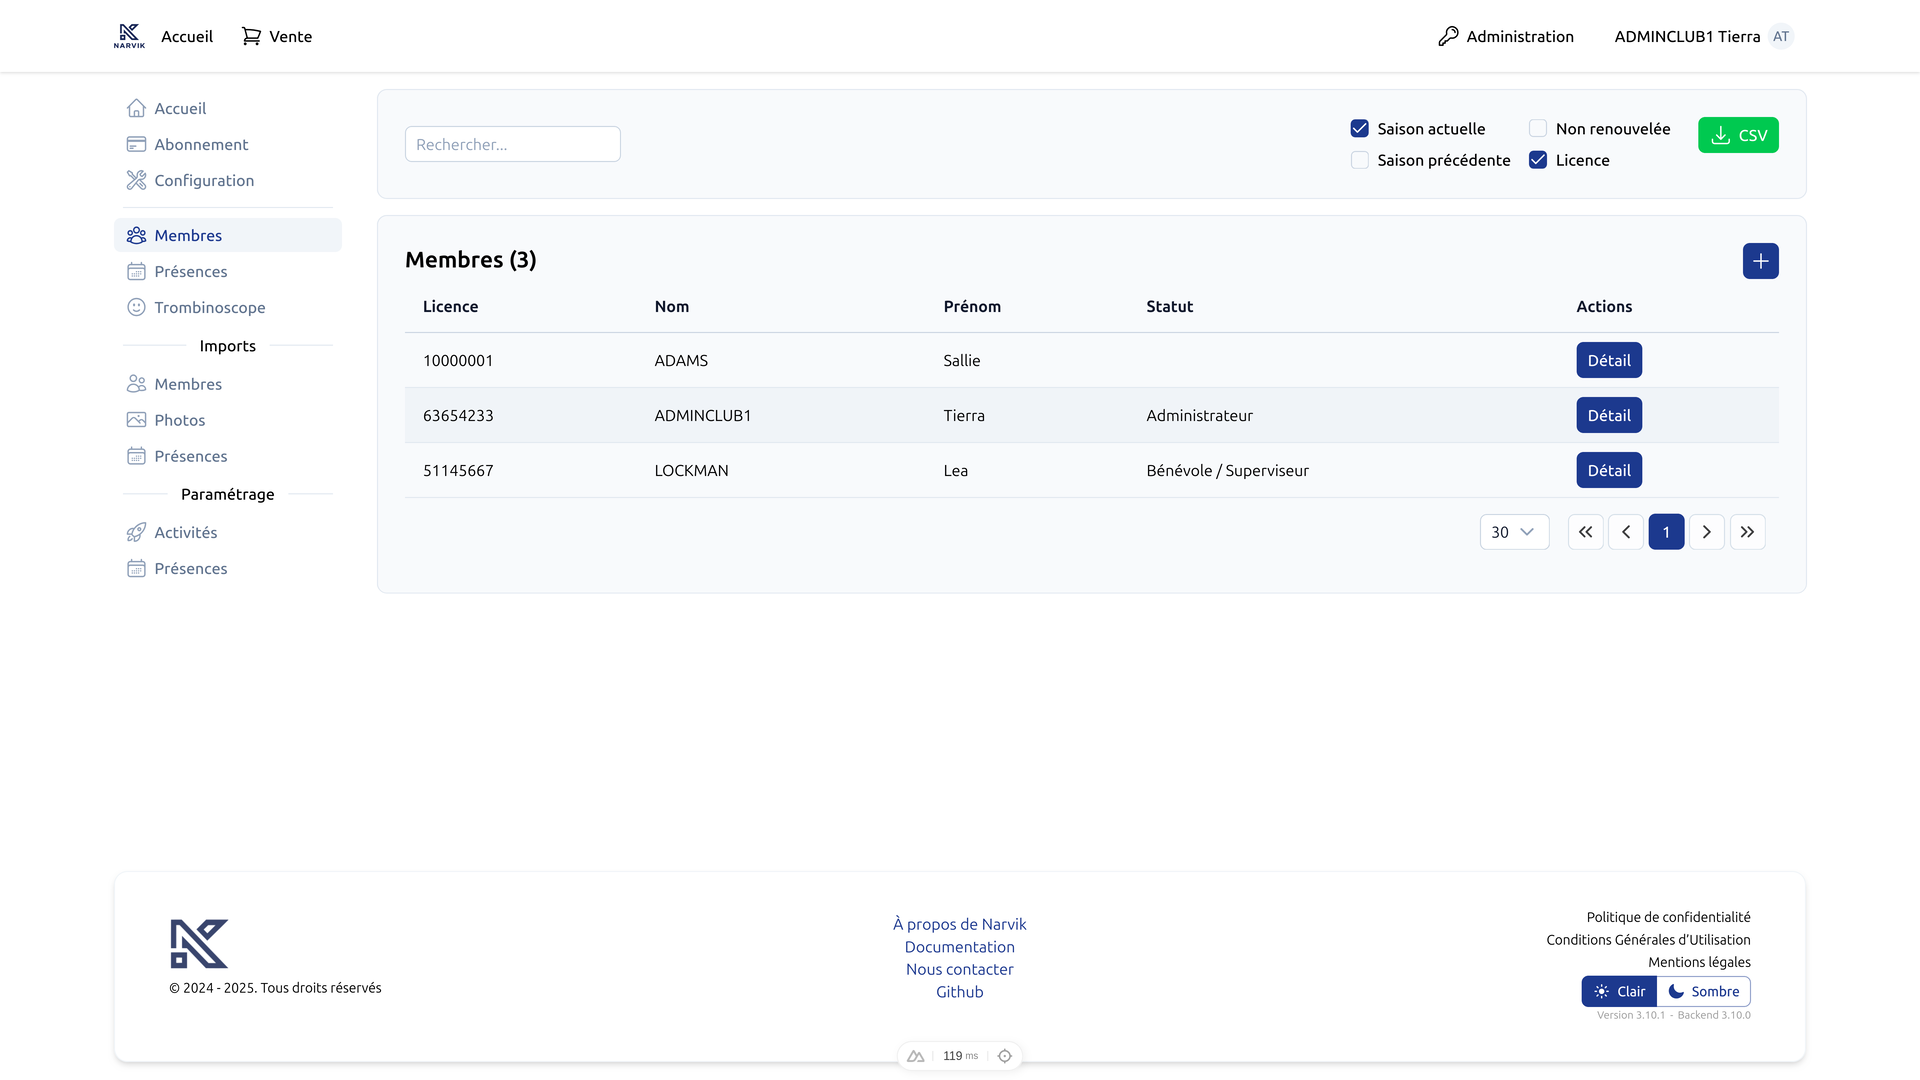 NARVIK
Accueil
Vente
Administration
ADMINCLUB1 Tierra
AT
Accueil
Abonnement
Configuration
Membres
Présences
Trombinoscope
Imports
Membres
Photos
Présences
Paramétrage
Activités
Présences
Rechercher...
Saison actuelle
Non renouvelée
Saison précédente
Licence
CSV
Membres (3)
Licence Nom Prénom Statut Actions
10000001 ADAMS Sallie Détail
63654233 ADMINCLUB1 Tierra Administrateur Détail
51145667 LOCKMAN Lea Bénévole / Superviseur Détail
30
1
© 2024 - 2025. Tous droits réservés
À propos de Narvik
Documentation
Nous contacter
Github
Politique de confidentialité
Conditions Générales d'Utilisation
Mentions légales
Clair
Sombre
Version 3.10.1 - Backend 3.10.0
119 ms